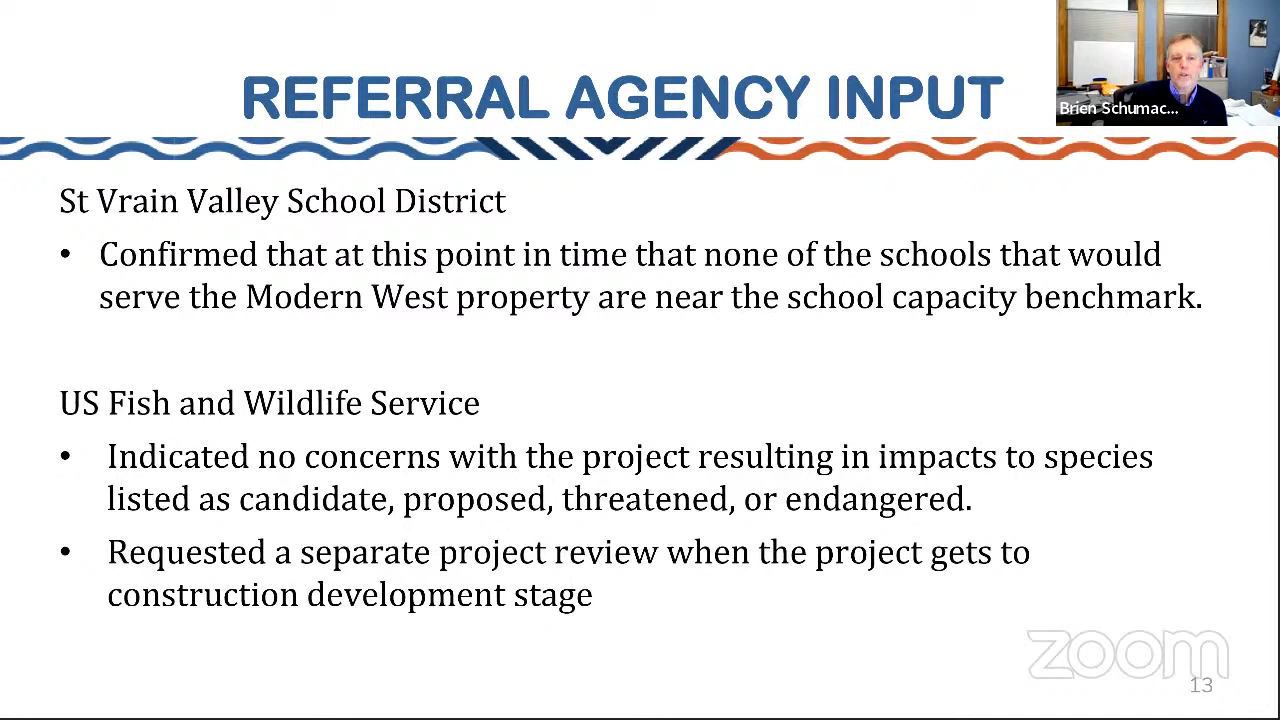 REFERRAL AGENCY INPUT
Brien Schumac...
St Vrain Valley School District
• Confirmed that at this point in time that none of the schools that would
serve the Modern West property are near the school capacity benchmark.
US Fish and Wildlife Service
• Indicated no concerns with the project resulting in impacts to species
listed as candidate, proposed, threatened, or endangered.
• Requested a separate project review when the project gets to
construction development stage
zoom
13